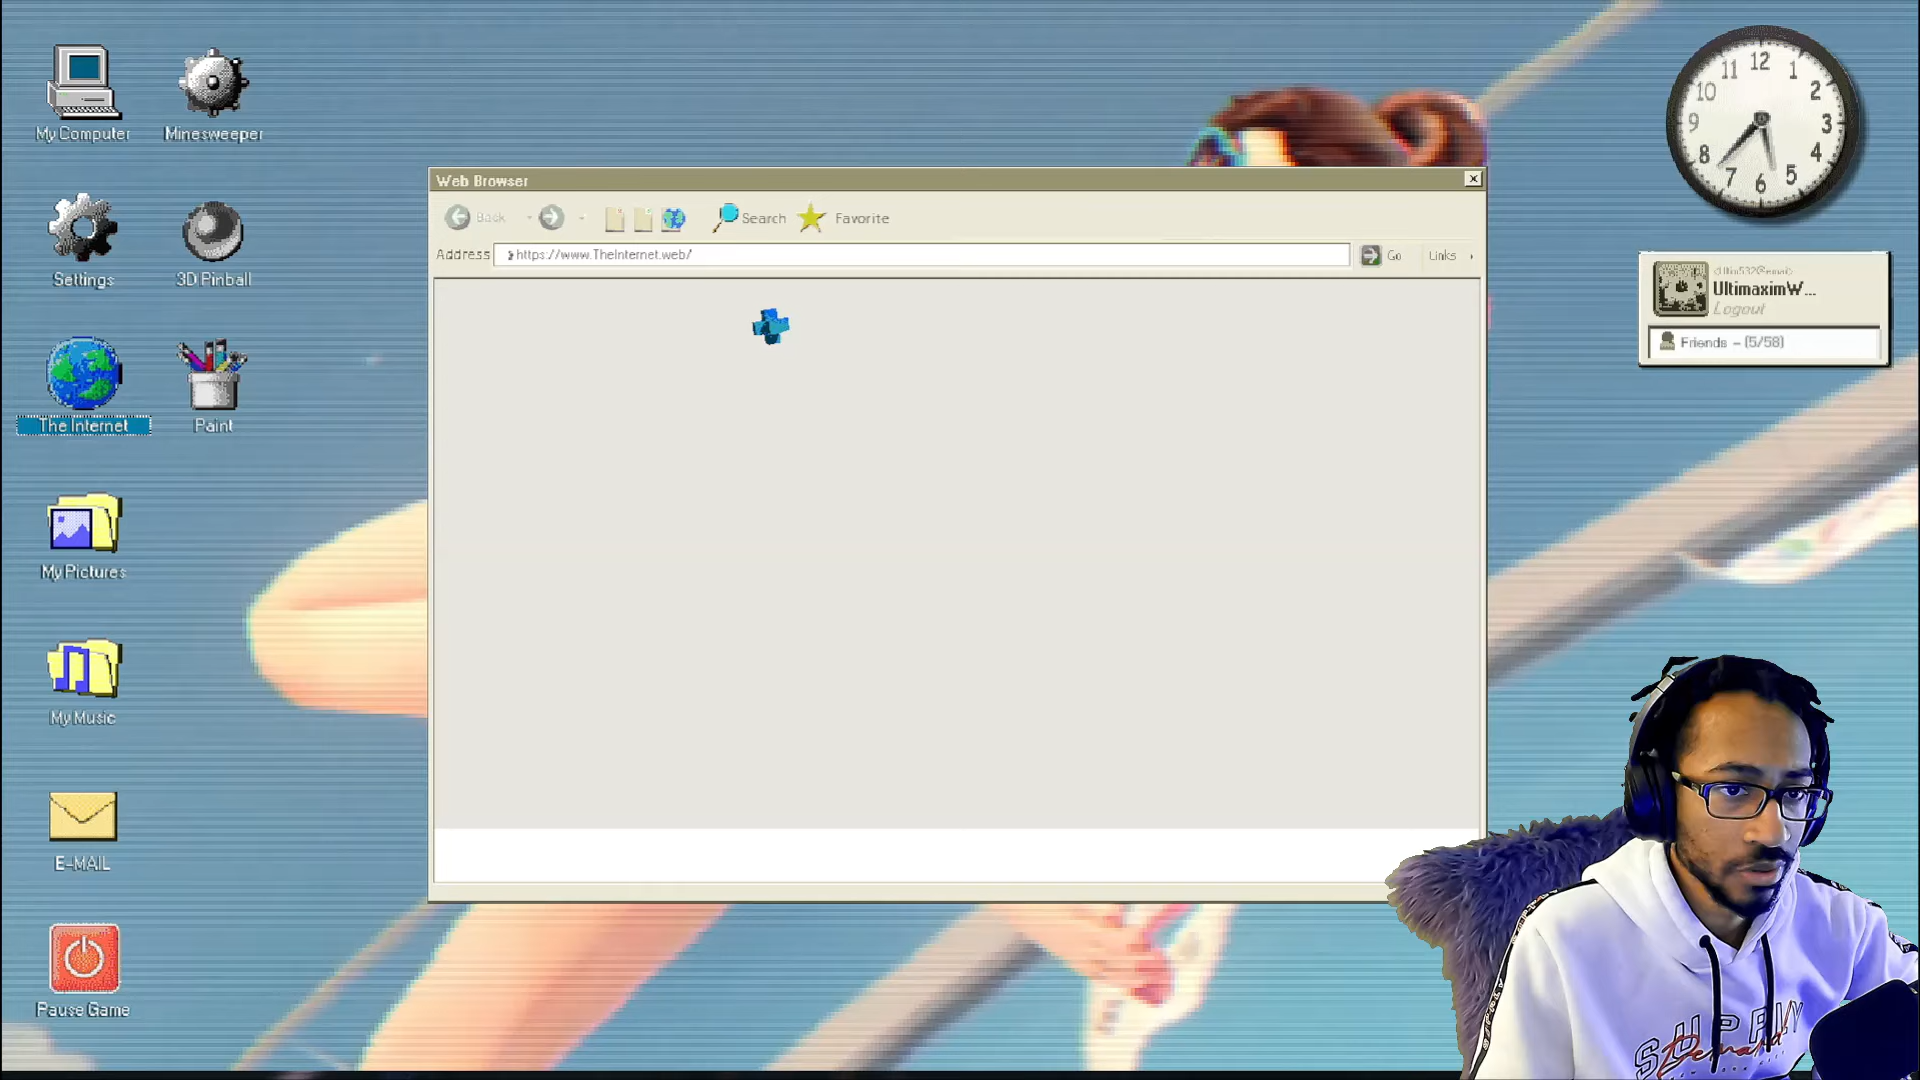 My Computer
Minesweeper
Settings
3D Pinball
The Internet
Paint
My Pictures
My Music
E-MAIL
Pause Game
Web Browser
Back
Search
Favorite
Address
https://www.TheInternet.web/
Go
Links
12
1
2
3
4
5
6
7
8
9
10
11
UltimaximW...
Logout
Friends - (5/58)
SUPPLY
Demand